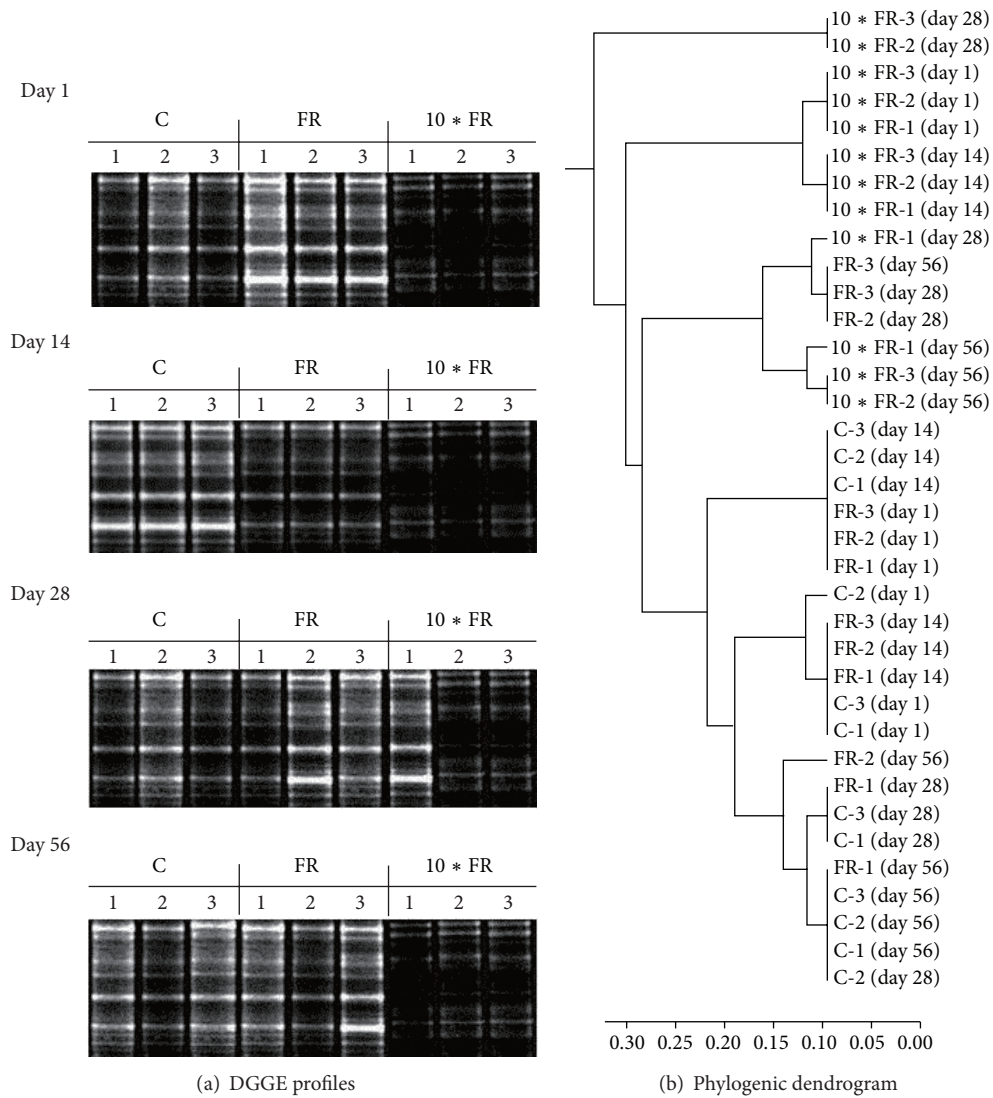 Day 1
C FR 10 ∗ FR
1 2 3 1 2 3 1 2 3
Day 14
C FR 10 ∗ FR
1 2 3 1 2 3 1 2 3
Day 28
C FR 10 ∗ FR
1 2 3 1 2 3 1 2 3
Day 56
C FR 10 ∗ FR
1 2 3 1 2 3 1 2 3
(a) DGGE profiles
10 ∗ FR-3 (day 28)
10 ∗ FR-2 (day 28)
10 ∗ FR-3 (day 1)
10 ∗ FR-2 (day 1)
10 ∗ FR-1 (day 1)
10 ∗ FR-3 (day 14)
10 ∗ FR-2 (day 14)
10 ∗ FR-1 (day 14)
10 ∗ FR-1 (day 28)
FR-3 (day 56)
FR-3 (day 28)
FR-2 (day 28)
10 ∗ FR-1 (day 56)
10 ∗ FR-3 (day 56)
10 ∗ FR-2 (day 56)
C-3 (day 14)
C-2 (day 14)
C-1 (day 14)
FR-3 (day 1)
FR-2 (day 1)
FR-1 (day 1)
C-2 (day 1)
FR-3 (day 14)
FR-2 (day 14)
FR-1 (day 14)
C-3 (day 1)
C-1 (day 1)
FR-2 (day 56)
FR-1 (day 28)
C-3 (day 28)
C-1 (day 28)
FR-1 (day 56)
C-3 (day 56)
C-2 (day 56)
C-1 (day 56)
C-2 (day 28)
0.30 0.25 0.20 0.15 0.10 0.05 0.00
(b) Phylogenic dendrogram